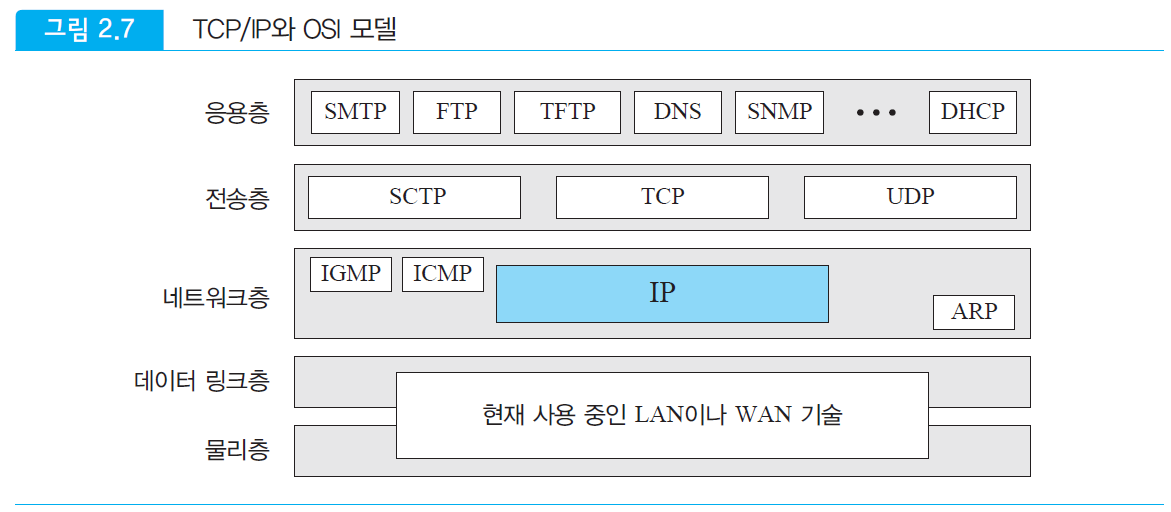 그림 2.7 TCP/IP와 OSI 모델
응용층 SMTP FTP TFTP DNS SNMP ••• DHCP
전송층 SCTP TCP UDP
네트워크층 IGMP ICMP IP ARP
데이터 링크층
현재 사용 중인 LAN이나 WAN 기술
물리층